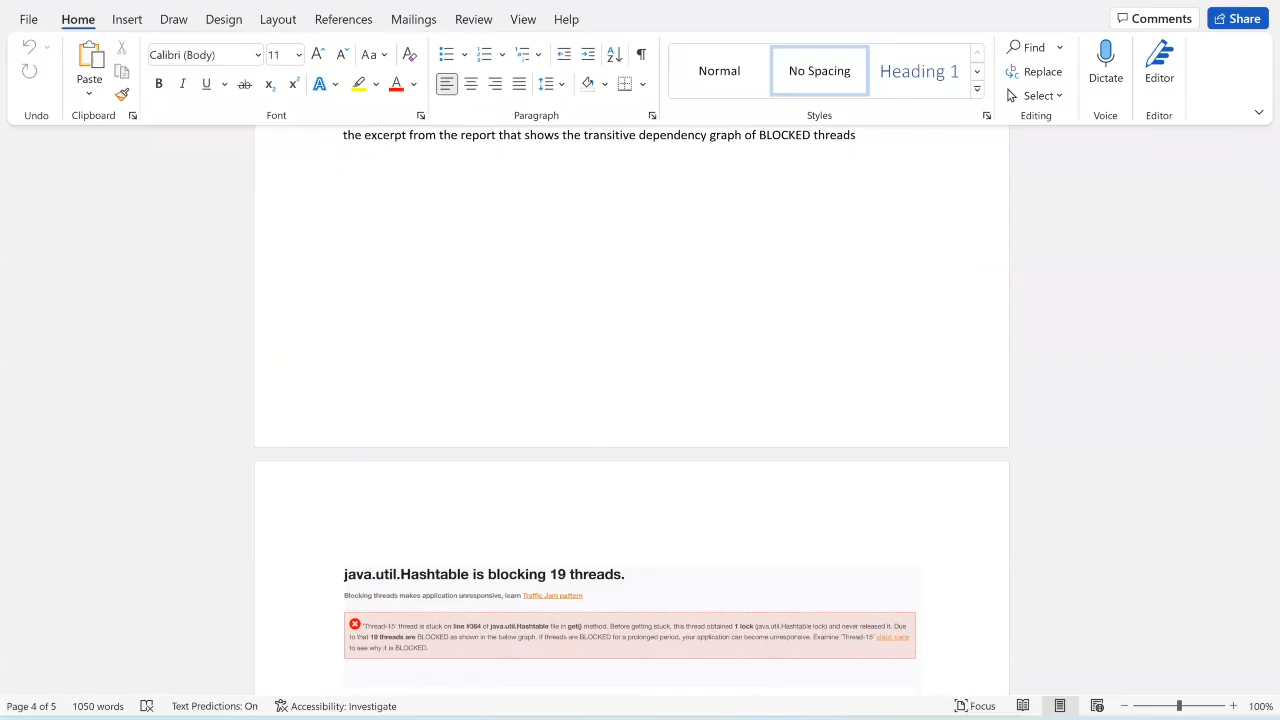 File Home Insert Draw Design Layout References Mailings Review View Help Comments Share
Calibri (Body) 11 Aa Find
Paste Normal No Spacing Heading 1 Replace Dictate Editor
B I U ab x₂ x² A A Select
Undo Clipboard Font Paragraph Styles Editing Voice Editor
the excerpt from the report that shows the transitive dependency graph of BLOCKED threads
java.util.Hashtable is blocking 19 threads.
Blocking threads makes application unresponsive, learn Traffic Jam pattern
'Thread-15' thread is stuck on line #364 of java.util.Hashtable file in get() method. Before getting stuck, this thread obtained 1 lock (java.util.Hashtable lock) and never released it. Due
to that 19 threads are BLOCKED as shown in the below graph. If threads are BLOCKED for a prolonged period, your application can become unresponsive. Examine 'Thread-15' stack trace
to see why it is BLOCKED.
Page 4 of 5 1050 words Text Predictions: On Accessibility: Investigate Focus 100%